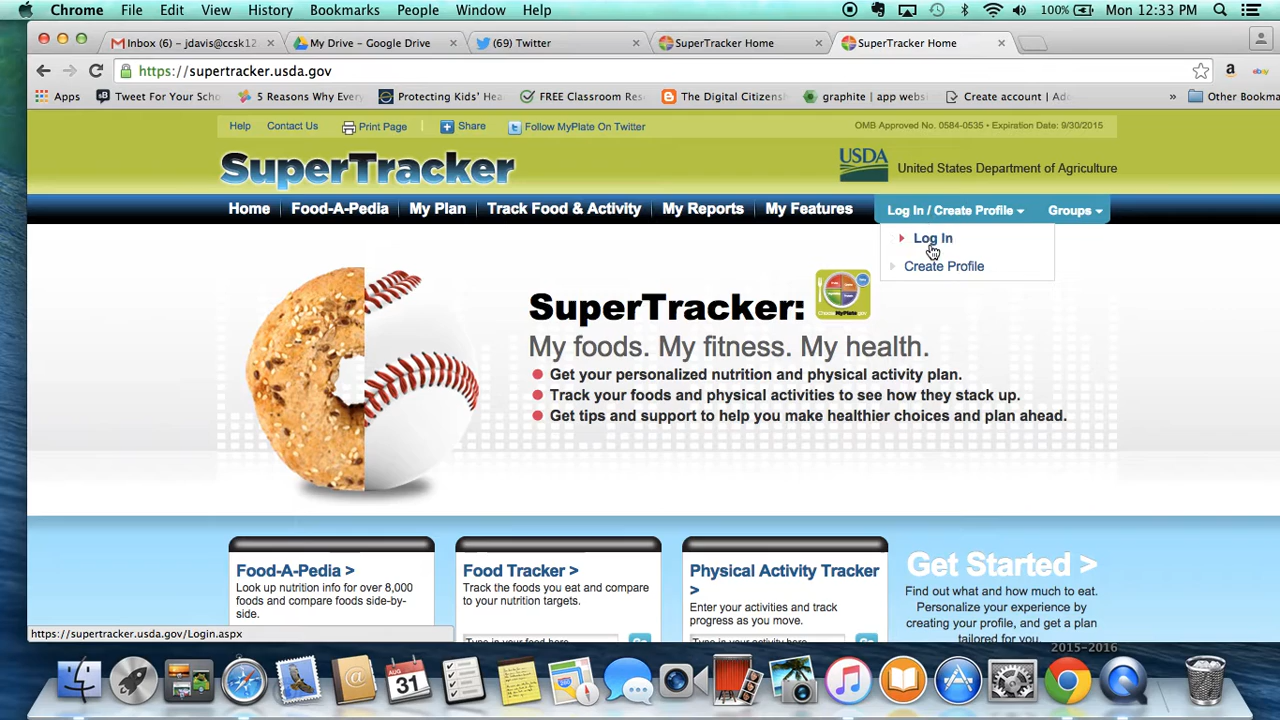 Chrome File Edit View History Bookmarks People Window Help 100% Mon 12:33 PM
Inbox (6) – jdavis@ccsk12 × My Drive – Google Drive × (69) Twitter × SuperTracker Home × SuperTracker Home ×
https://supertracker.usda.gov
Apps Tweet For Your Scho 5 Reasons Why Every Protecting Kids' Hea FREE Classroom Res The Digital Citizens graphite | app websi Create account | Ad » Other Bookma
Help Contact Us Print Page Share Follow MyPlate On Twitter OMB Approved No. 0584-0535 • Expiration Date: 9/30/2015
SuperTracker USDA United States Department of Agriculture
Home Food-A-Pedia My Plan Track Food & Activity My Reports My Features Log In / Create Profile Groups
Log In
Create Profile
SuperTracker:
My foods. My fitness. My health.
Get your personalized nutrition and physical activity plan.
Track your foods and physical activities to see how they stack up.
Get tips and support to help you make healthier choices and plan ahead.
Food-A-Pedia > Food Tracker > Physical Activity Tracker > Get Started >
Look up nutrition info for over 8,000
foods and compare foods side-by-
side.
Track the foods you eat and compare
to your nutrition targets.
Type in your food here
Enter your activities and track
progress as you move.
Type in your activity here
Find out what and how much to eat.
Personalize your experience by
creating your profile, and get a plan
tailored for you.
https://supertracker.usda.gov/Login.aspx
2015-2016
AUG
31